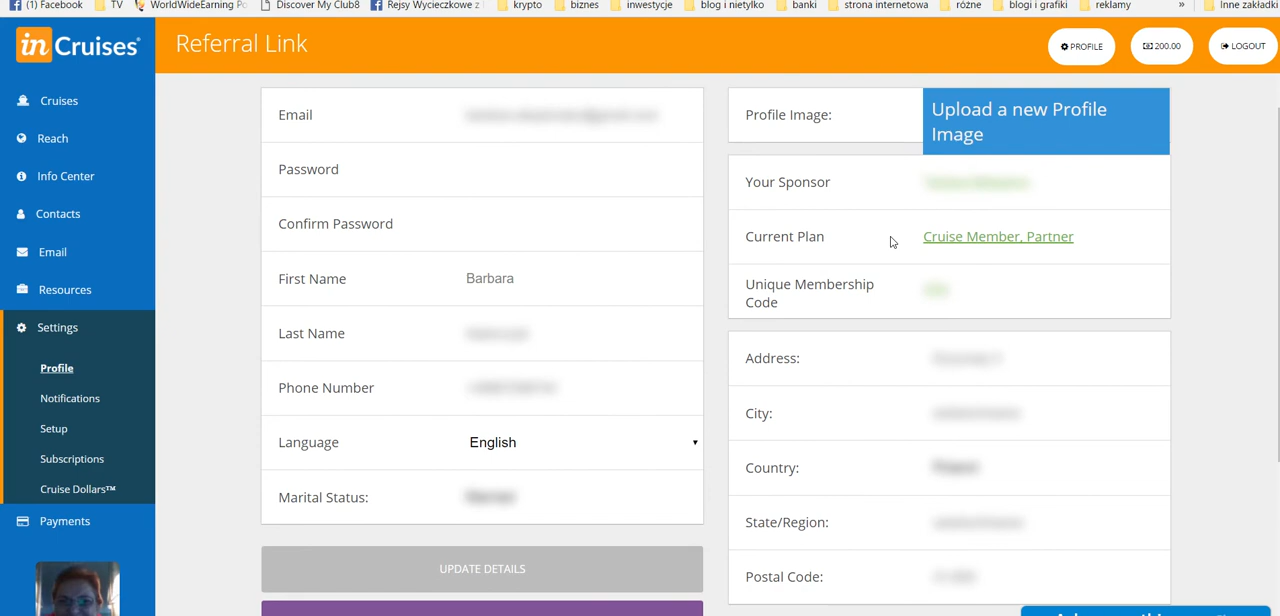 (1) Facebook
TV
WorldWideEarning Po
Discover My Club8
Rejsy Wycieczkowe z
krypto
biznes
inwestycje
blog i nietylko
banki
strona internetowa
różne
blogi i grafiki
reklamy
»
Inne zakładki
in Cruises
Referral Link
PROFILE
200.00
LOGOUT
Cruises
Reach
Info Center
Contacts
Email
Resources
Settings
Profile
Notifications
Setup
Subscriptions
Cruise Dollars™
Payments
Email
Password
Confirm Password
First Name Barbara
Last Name
Phone Number
Language English
Marital Status:
UPDATE DETAILS
Profile Image:
Upload a new Profile
Image
Your Sponsor
Current Plan Cruise Member, Partner
Unique Membership
Code
Address:
City:
Country:
State/Region:
Postal Code: